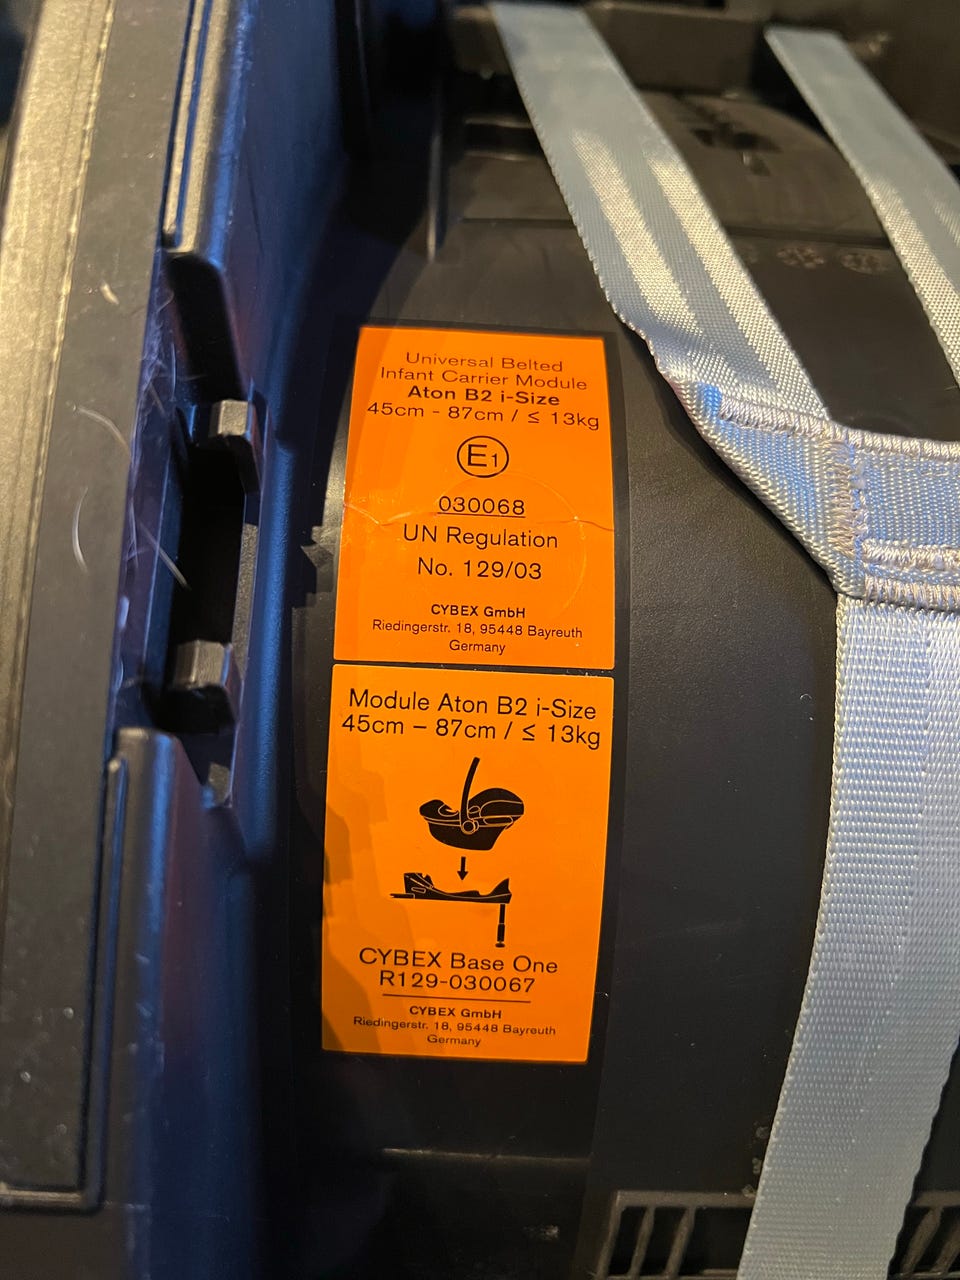 Universal Belted
Infant Carrier Module
Aton B2 i-Size
45cm - 87cm / ≤ 13kg
E1
030068
UN Regulation
No. 129/03
CYBEX GmbH
Riedingerstr. 18, 95448 Bayreuth
Germany
Module Aton B2 i-Size
45cm – 87cm / ≤ 13kg
CYBEX Base One
R129-030067
CYBEX GmbH
Riedingerstr. 18, 95448 Bayreuth
Germany